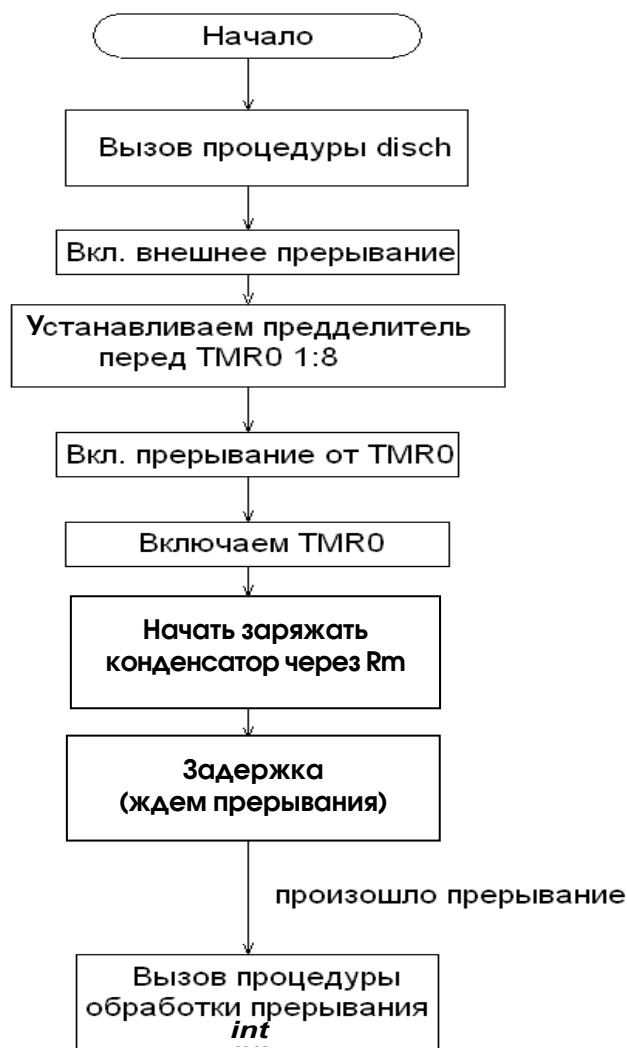 Начало
Вызов процедуры disch
Вкл. внешнее прерывание
Устанавливаем предделитель
перед TMR0 1:8
Вкл. прерывание от TMR0
Включаем TMR0
Начать заряжать
конденсатор через Rm
Задержка
(ждем прерывания)
произошло прерывание
Вызов процедуры
обработки прерывания
int